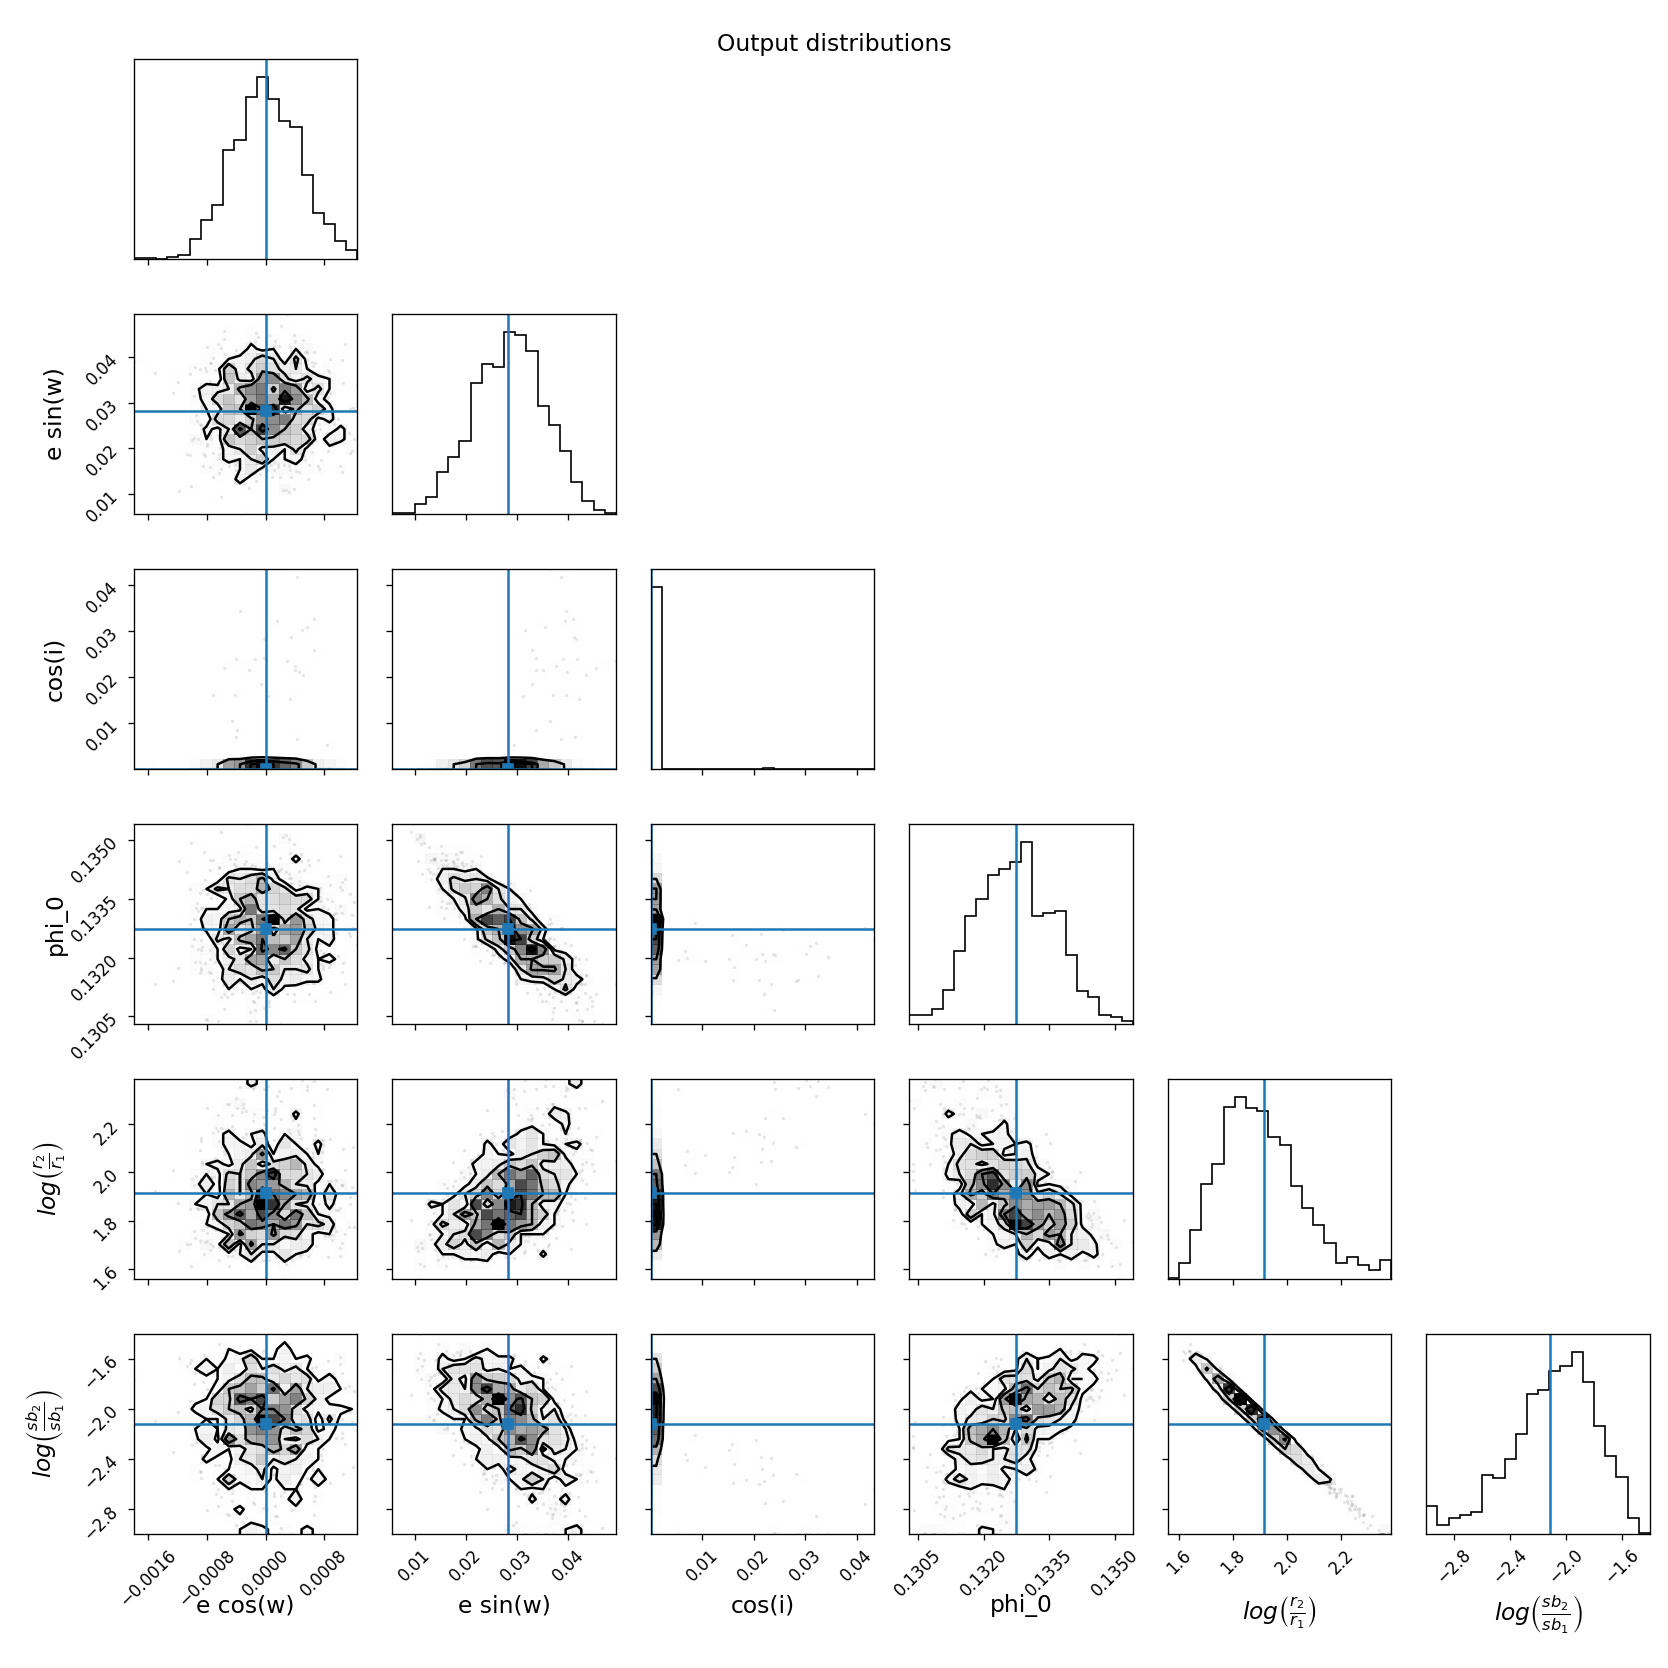 Output distributions
e sin(w)
0.04
0.03
0.02
0.01
cos(i)
0.04
0.03
0.02
0.01
phi_0
0.1350
0.1335
0.1320
0.1305
log(r₂/r₁)
2.2
2.0
1.8
1.6
log(sb₂/sb₁)
−1.6
−2.0
−2.4
−2.8
−0.0016 −0.0008 0.0000 0.0008
0.01 0.02 0.03 0.04
0.01 0.02 0.03 0.04
0.1305 0.1320 0.1335 0.1350
1.6 1.8 2.0 2.2
−2.8 −2.4 −2.0 −1.6
e cos(w)
e sin(w)
cos(i)
phi_0
log(r₂/r₁)
log(sb₂/sb₁)